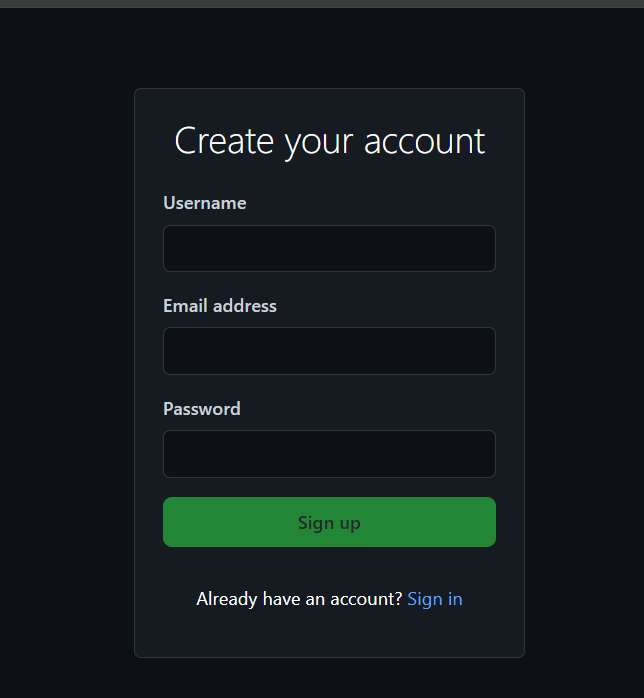 Create your account
Username
Email address
Password
Sign up
Already have an account? Sign in